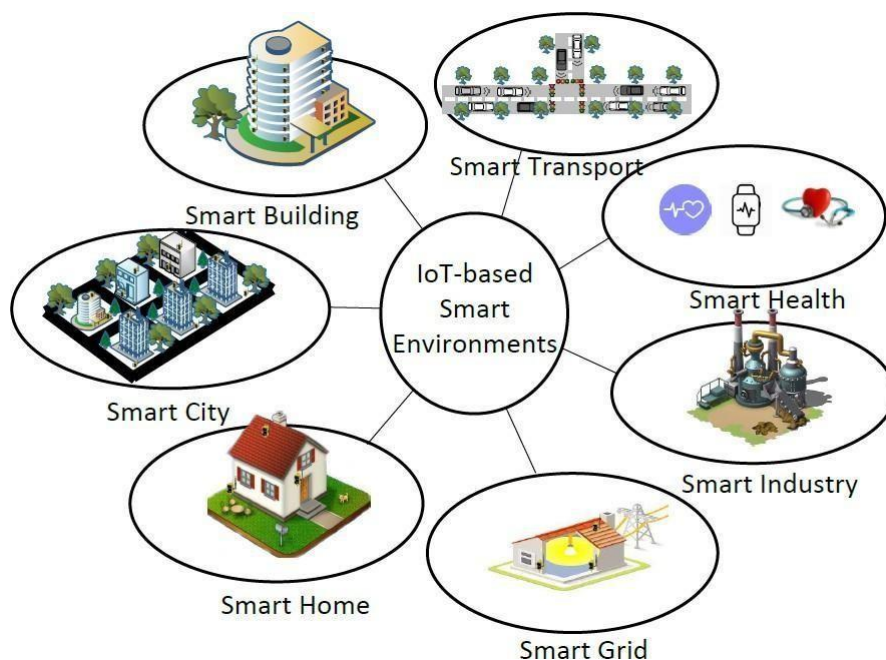 Smart Transport
Smart Building
IoT-based
Smart
Environments
Smart Health
Smart City
Smart Industry
Smart Home
Smart Grid